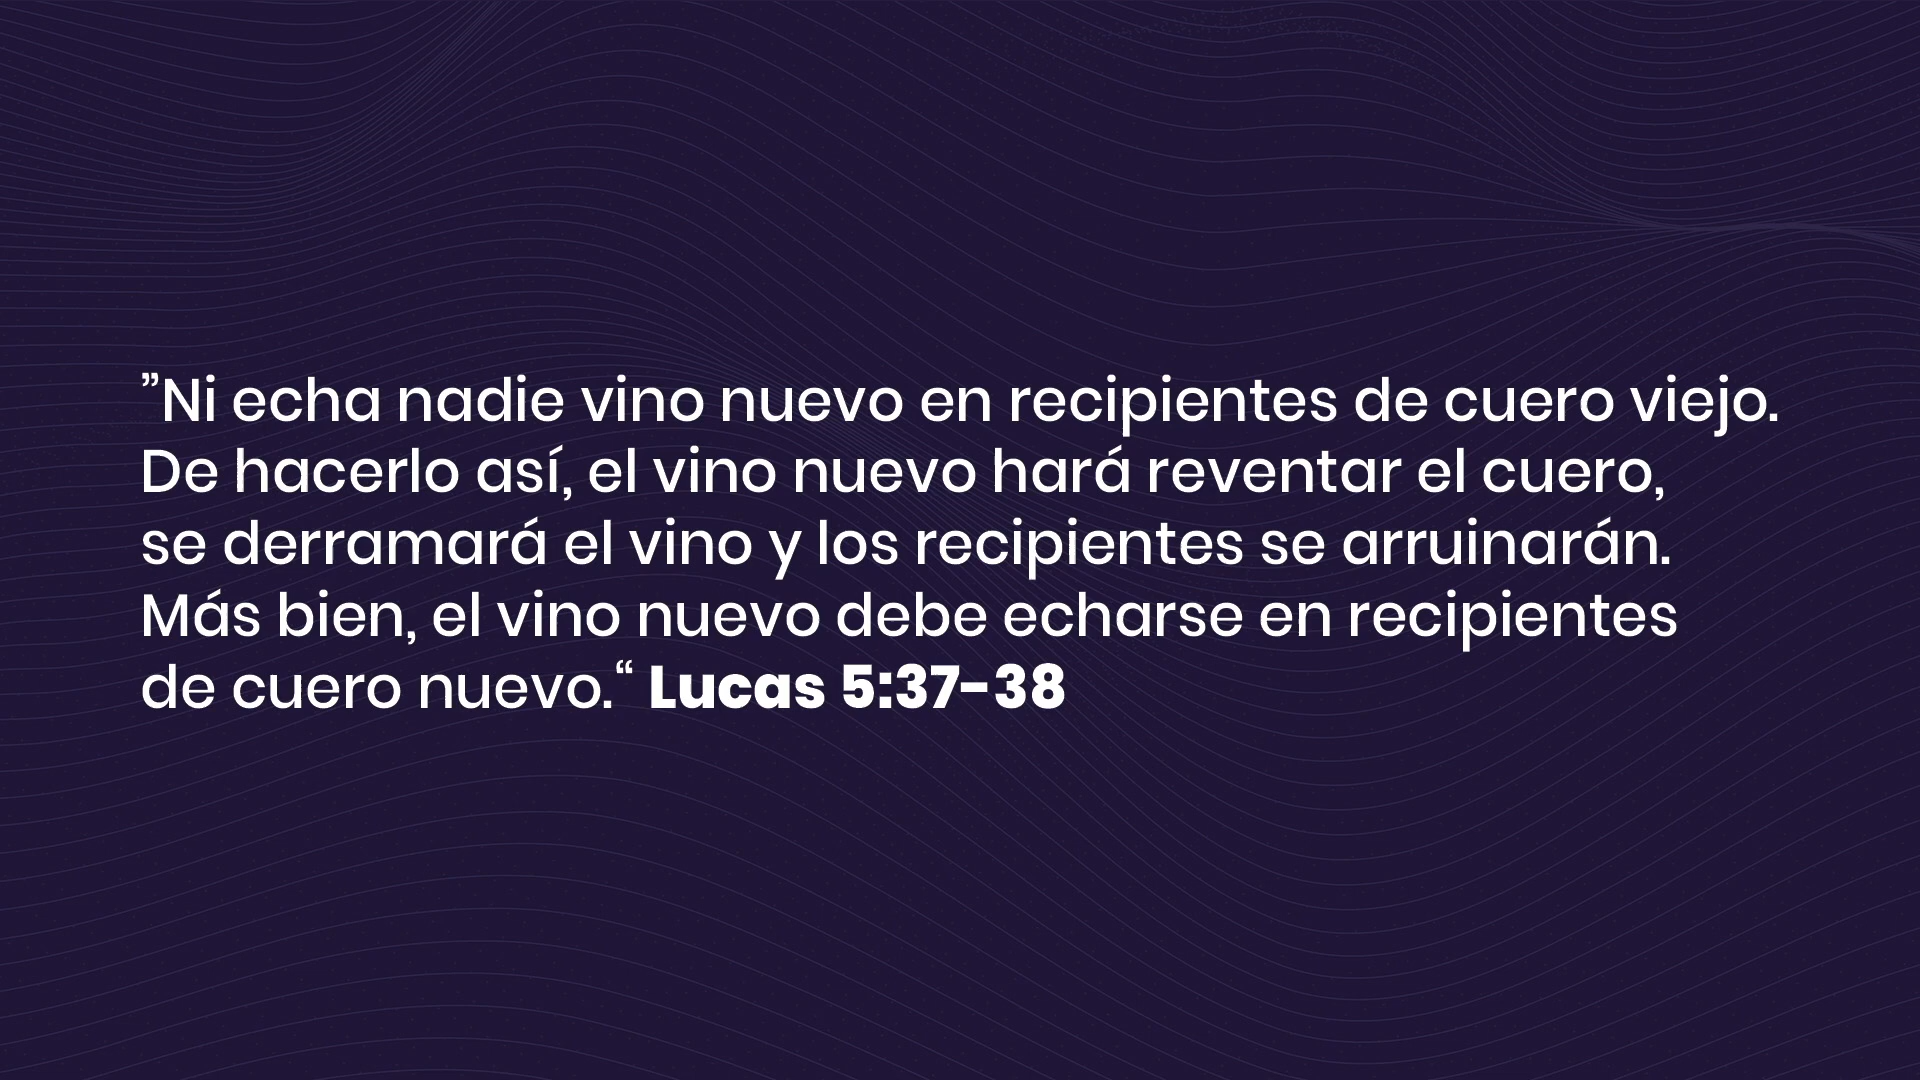 ”Ni echa nadie vino nuevo en recipientes de cuero viejo.
De hacerlo así, el vino nuevo hará reventar el cuero,
se derramará el vino y los recipientes se arruinarán.
Más bien, el vino nuevo debe echarse en recipientes
de cuero nuevo.“ Lucas 5:37-38